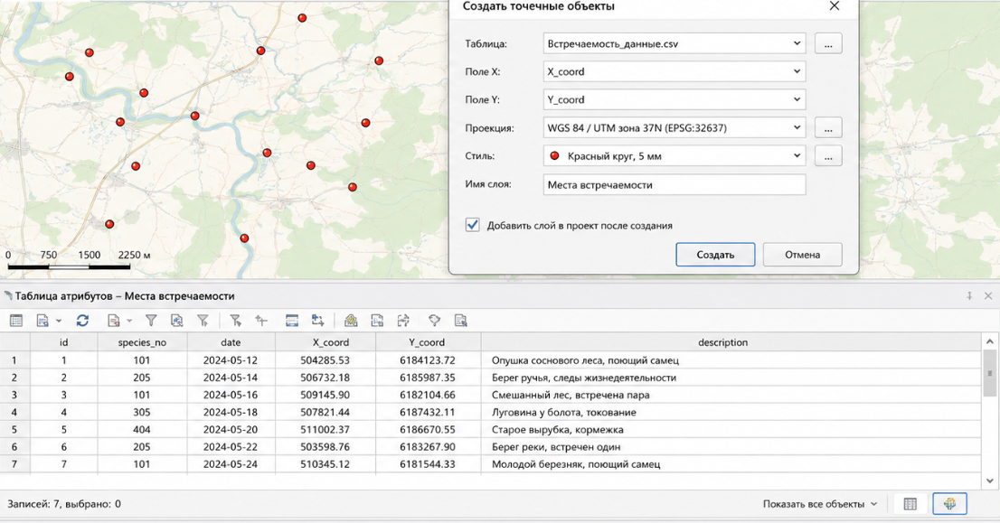 Создать точечные объекты
Таблица: Встречаемость_данные.csv ...
Поле X: X_coord
Поле Y: Y_coord
Проекция: WGS 84 / UTM зона 37N (EPSG:32637) ...
Стиль: Красный круг, 5 мм ...
Имя слоя: Места встречаемости
Добавить слой в проект после создания
Создать Отмена
0 750 1500 2250 м
Таблица атрибутов – Места встречаемости
id species_no date X_coord Y_coord description
1 1 101 2024-05-12 504285.53 6184123.72 Опушка соснового леса, поющий самец
2 2 205 2024-05-14 506732.18 6185987.35 Берег ручья, следы жизнедеятельности
3 3 101 2024-05-16 509145.90 6182104.66 Смешанный лес, встречена пара
4 4 305 2024-05-18 507821.44 6187432.11 Луговина у болота, токование
5 5 404 2024-05-20 511002.37 6186670.55 Старое вырубка, кормежка
6 6 205 2024-05-22 503598.76 6183267.90 Берег реки, встречен один
7 7 101 2024-05-24 510345.12 6181544.33 Молодой березняк, поющий самец
Записей: 7, выбрано: 0 Показать все объекты